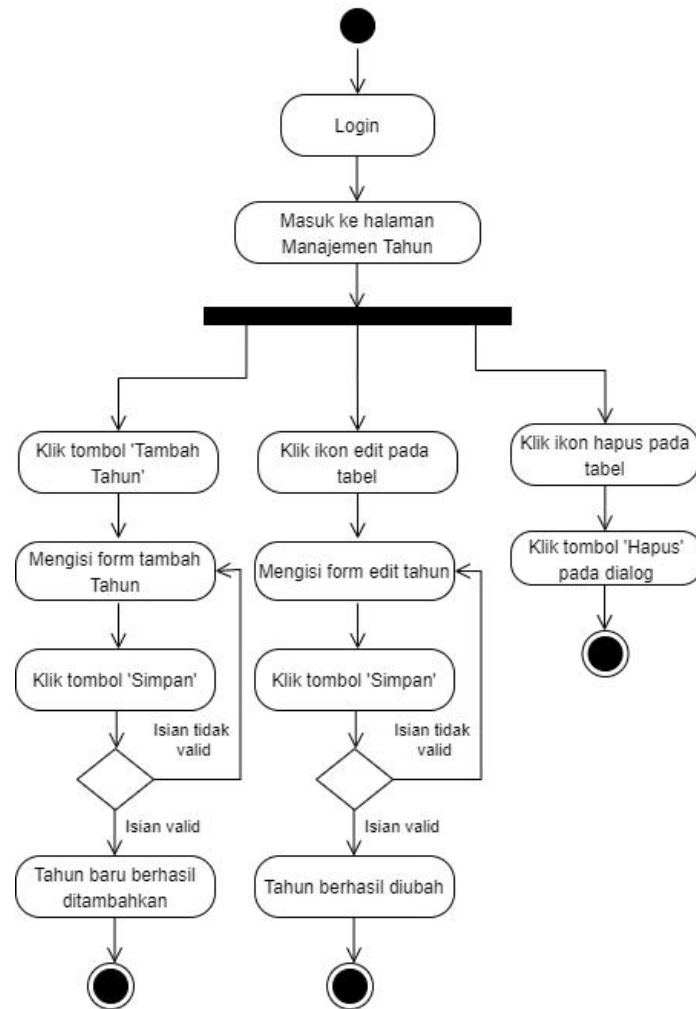 Login
Masuk ke halaman
Manajemen Tahun
Klik tombol 'Tambah
Tahun'
Mengisi form tambah
Tahun
Klik tombol 'Simpan'
Isian tidak
valid
Isian valid
Tahun baru berhasil
ditambahkan
Klik ikon edit pada
tabel
Mengisi form edit tahun
Klik tombol 'Simpan'
Isian tidak
valid
Isian valid
Tahun berhasil diubah
Klik ikon hapus pada
tabel
Klik tombol 'Hapus'
pada dialog